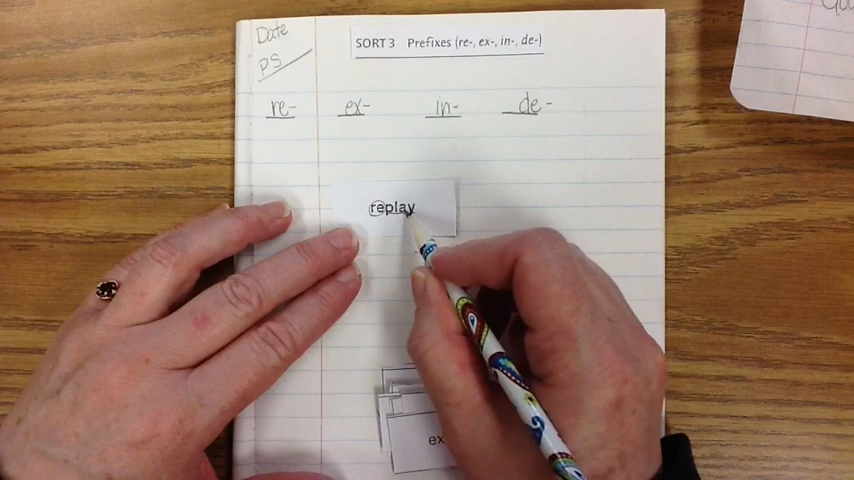 Date
PS
SORT 3 Prefixes (re-, ex-, in-, de-)
re- ex- in- de-
replay
ex